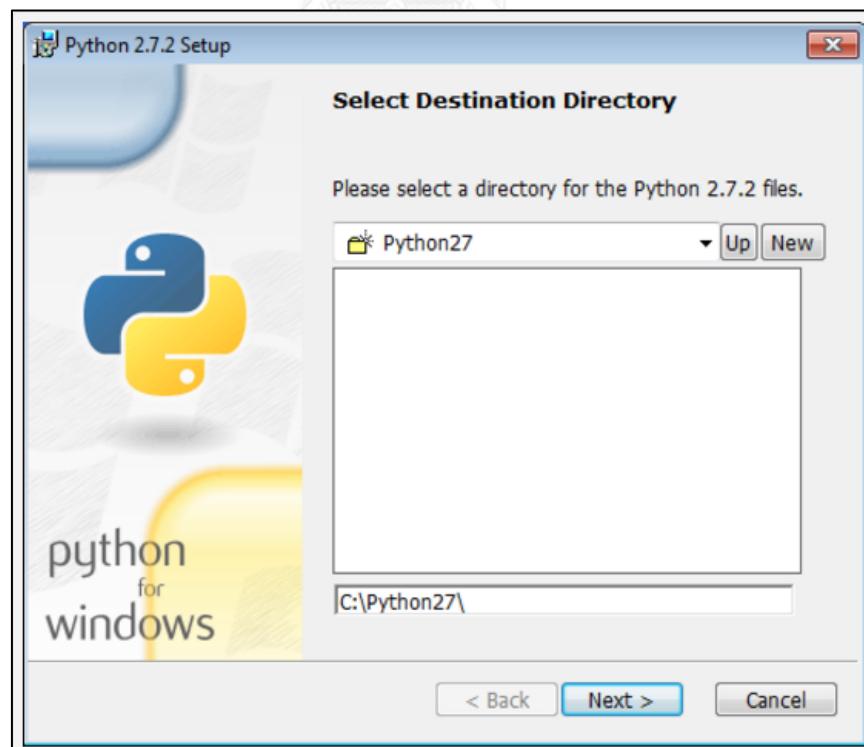 Python 2.7.2 Setup
Select Destination Directory
Please select a directory for the Python 2.7.2 files.
Python27
Up New
C:\Python27\
python
for
windows
< Back Next > Cancel